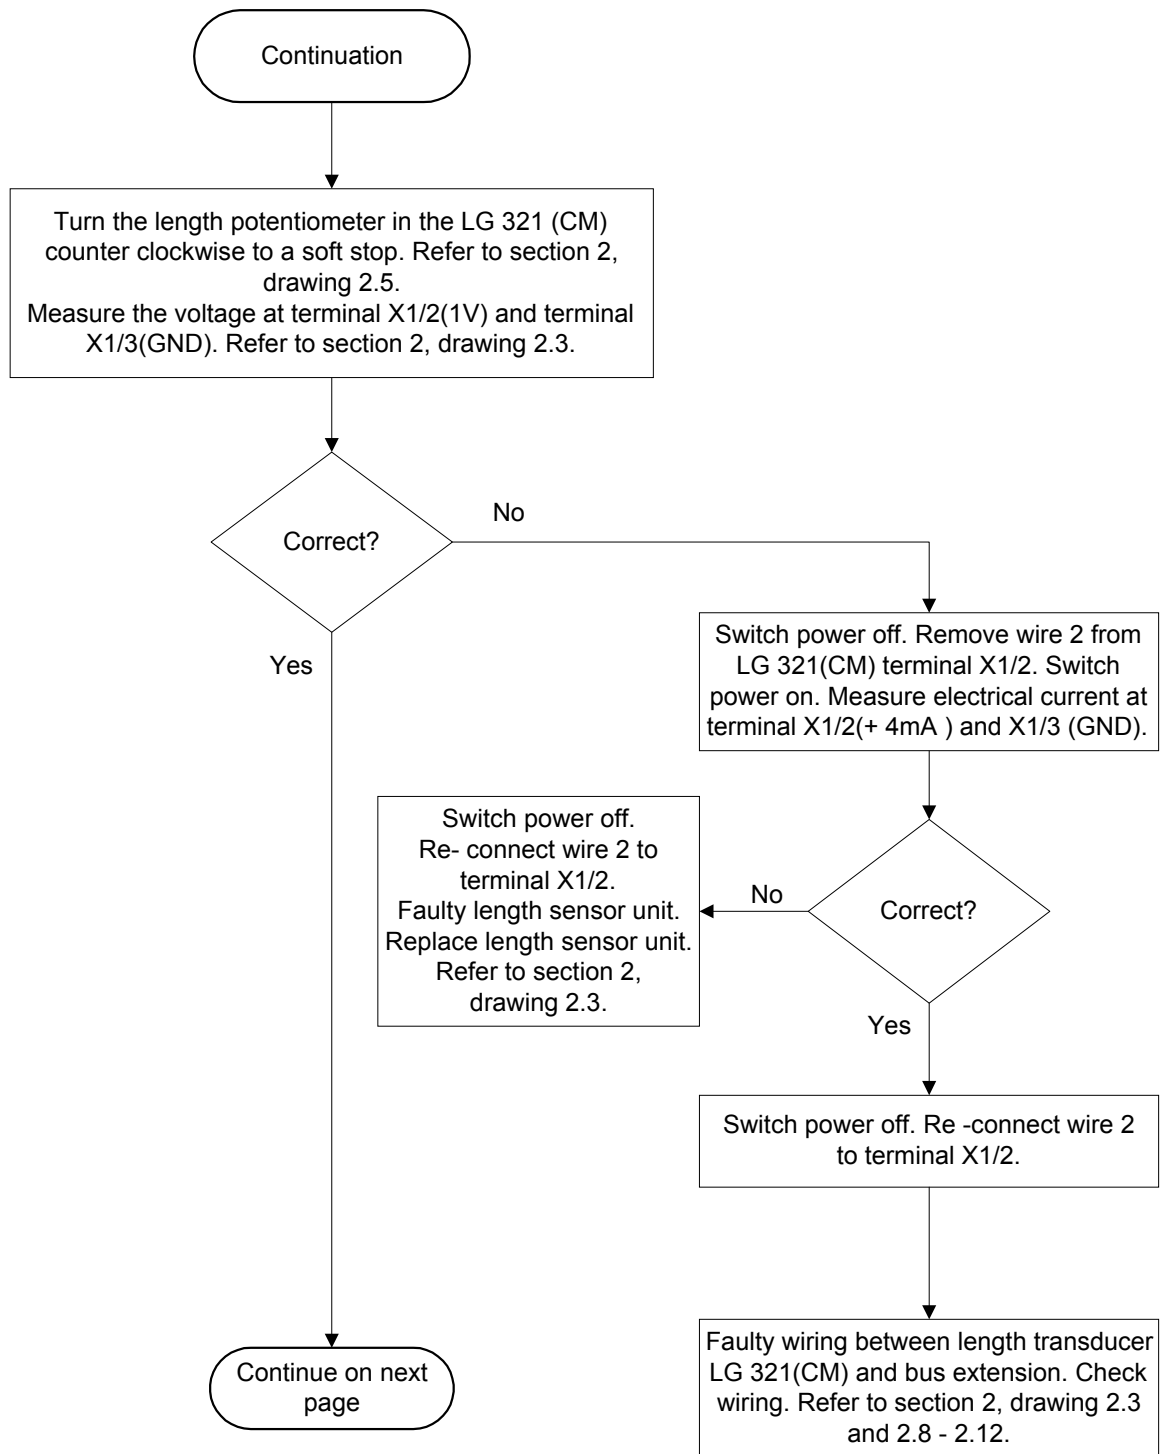 Continuation
Turn the length potentiometer in the LG 321 (CM)
counter clockwise to a soft stop. Refer to section 2,
drawing 2.5.
Measure the voltage at terminal X1/2(1V) and terminal
X1/3(GND). Refer to section 2, drawing 2.3.
Correct?
No
Yes
Switch power off. Remove wire 2 from
LG 321(CM) terminal X1/2. Switch
power on. Measure electrical current at
terminal X1/2(+ 4mA ) and X1/3 (GND).
Correct?
No
Switch power off.
Re- connect wire 2 to
terminal X1/2.
Faulty length sensor unit.
Replace length sensor unit.
Refer to section 2,
drawing 2.3.
Yes
Switch power off. Re -connect wire 2
to terminal X1/2.
Faulty wiring between length transducer
LG 321(CM) and bus extension. Check
wiring. Refer to section 2, drawing 2.3
and 2.8 - 2.12.
Continue on next
page